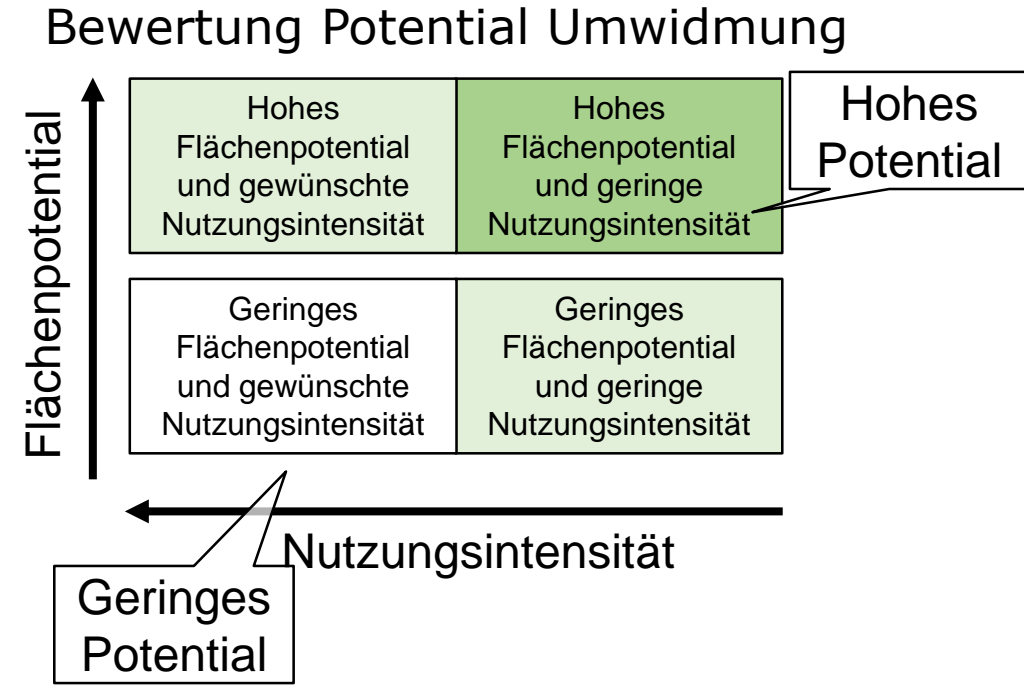 Bewertung Potential Umwidmung
Flächenpotential
Hohes
Flächenpotential
und gewünschte
Nutzungsintensität
Hohes
Flächenpotential
und geringe
Nutzungsintensität
Hohes
Potential
Geringes
Flächenpotential
und gewünschte
Nutzungsintensität
Geringes
Flächenpotential
und geringe
Nutzungsintensität
Nutzungsintensität
Geringes
Potential